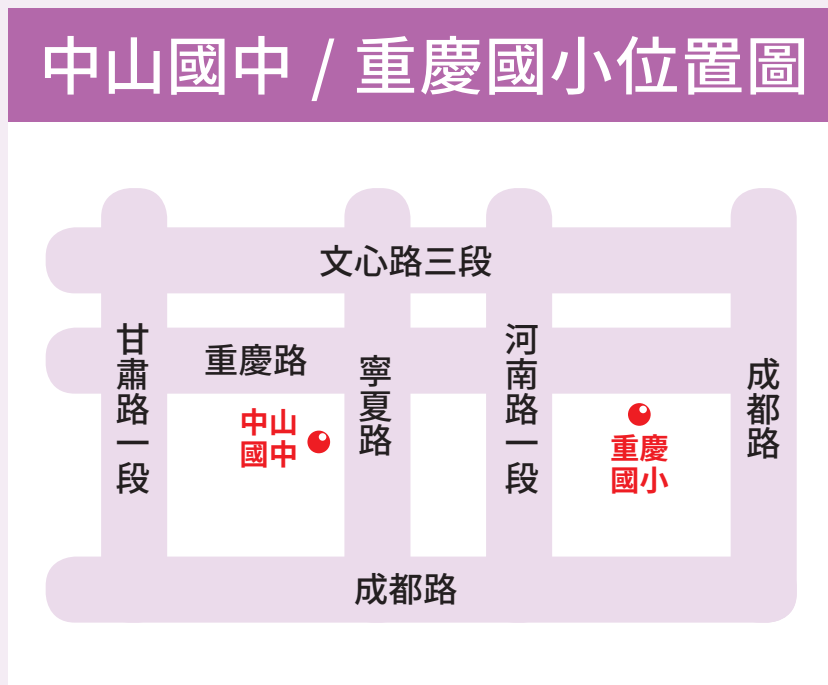 中山國中 / 重慶國小位置圖
文心路三段
甘肅路一段
重慶路
寧夏路
河南路一段
成都路
中山
國中
重慶
國小
成都路